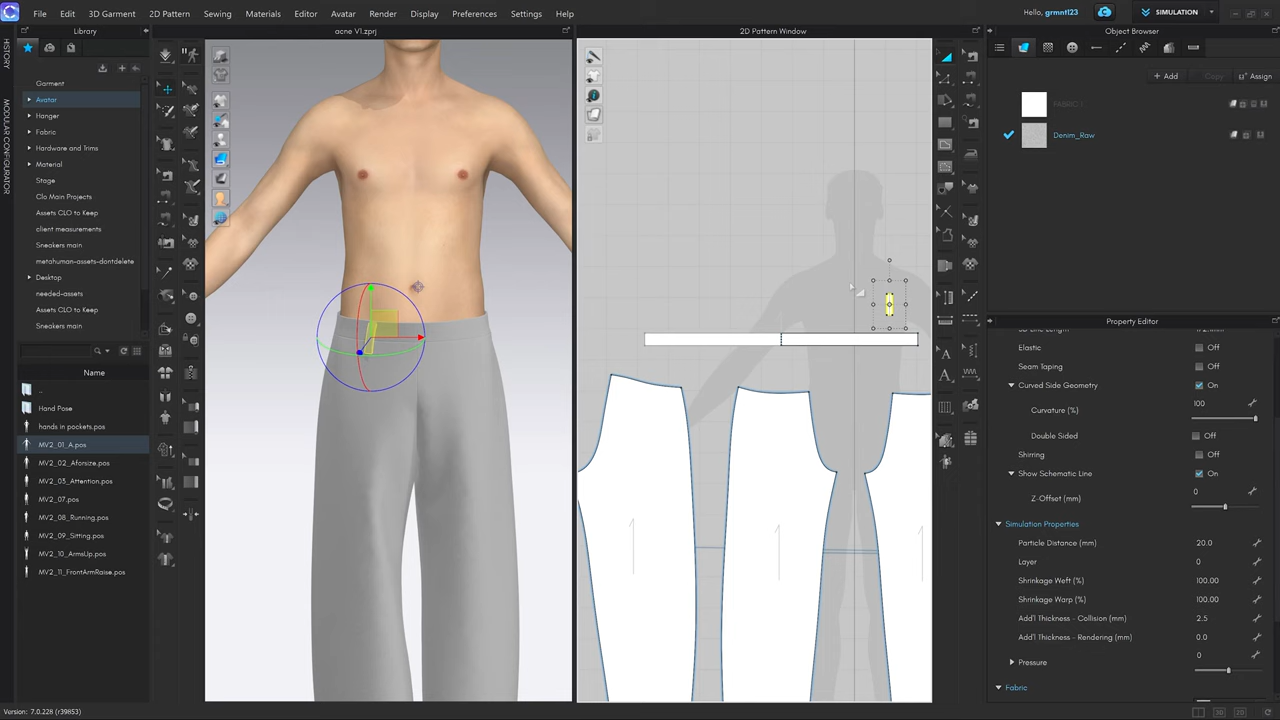 File Edit 3D Garment 2D Pattern Sewing Materials Editor Avatar Render Display Preferences Settings Help
Hello, grmnt123
SIMULATION
HISTORY
MODULAR CONFIGURATOR
Library
Garment
Avatar
Hanger
Fabric
Hardware and Trims
Material
Stage
Clo Main Projects
Assets CLO to Keep
client measurements
Sneakers main
metahuman-assets-dontdelete
Desktop
needed-assets
Assets CLO to Keep
Sneakers main
Name
..
Hand Pose
hands in pockets.pos
MV2_01_A.pos
MV2_02_Aforsize.pos
MV2_03_Attention.pos
MV2_07.pos
MV2_08_Running.pos
MV2_09_Sitting.pos
MV2_10_ArmsUp.pos
MV2_11_FrontArmRaise.pos
acne V1.zprj
2D Pattern Window
Object Browser
+ Add Copy Assign
FABRIC 1
Denim_Raw
Property Editor
Elastic Off
Seam Taping Off
Curved Side Geometry On
Curvature (%) 100
Double Sided Off
Shirring Off
Show Schematic Line On
Z-Offset (mm) 0
Simulation Properties
Particle Distance (mm) 20.0
Layer 0
Shrinkage Weft (%) 100.00
Shrinkage Warp (%) 100.00
Add'l Thickness - Collision (mm) 2.5
Add'l Thickness - Rendering (mm) 0.0
Pressure 0
Fabric
Version: 7.0.228 (r39853)